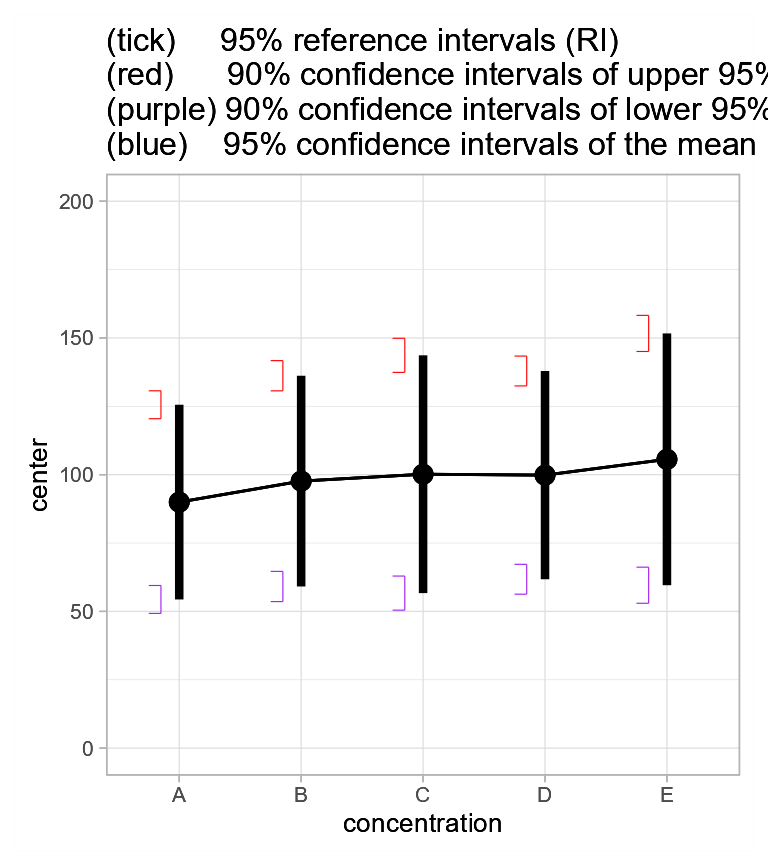 (tick) 95% reference intervals (RI)
(red) 90% confidence intervals of upper 95%
(purple) 90% confidence intervals of lower 95%
(blue) 95% confidence intervals of the mean
200
150
100
50
0
center
A B C D E
concentration